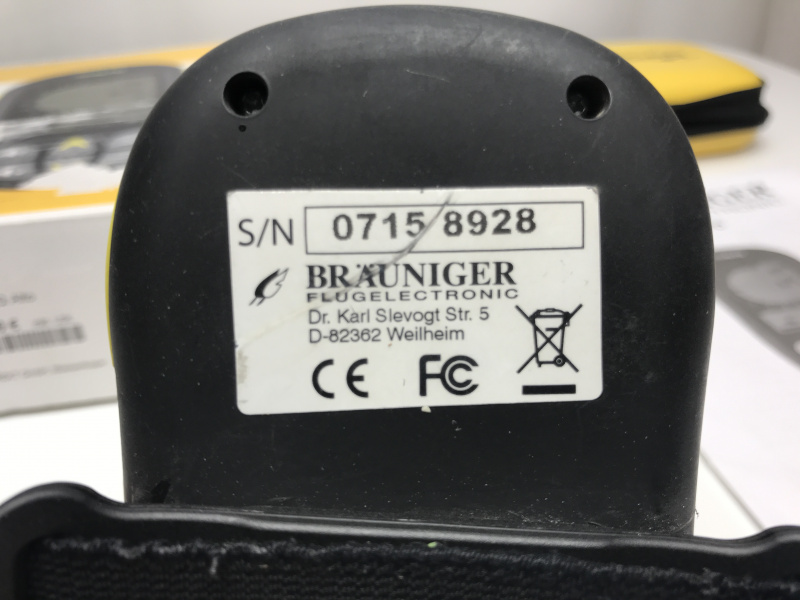 S/N 0715 8928
BRÄUNIGER
FLUGELECTRONIC
Dr. Karl Slevogt Str. 5
D-82362 Weilheim
CE FC